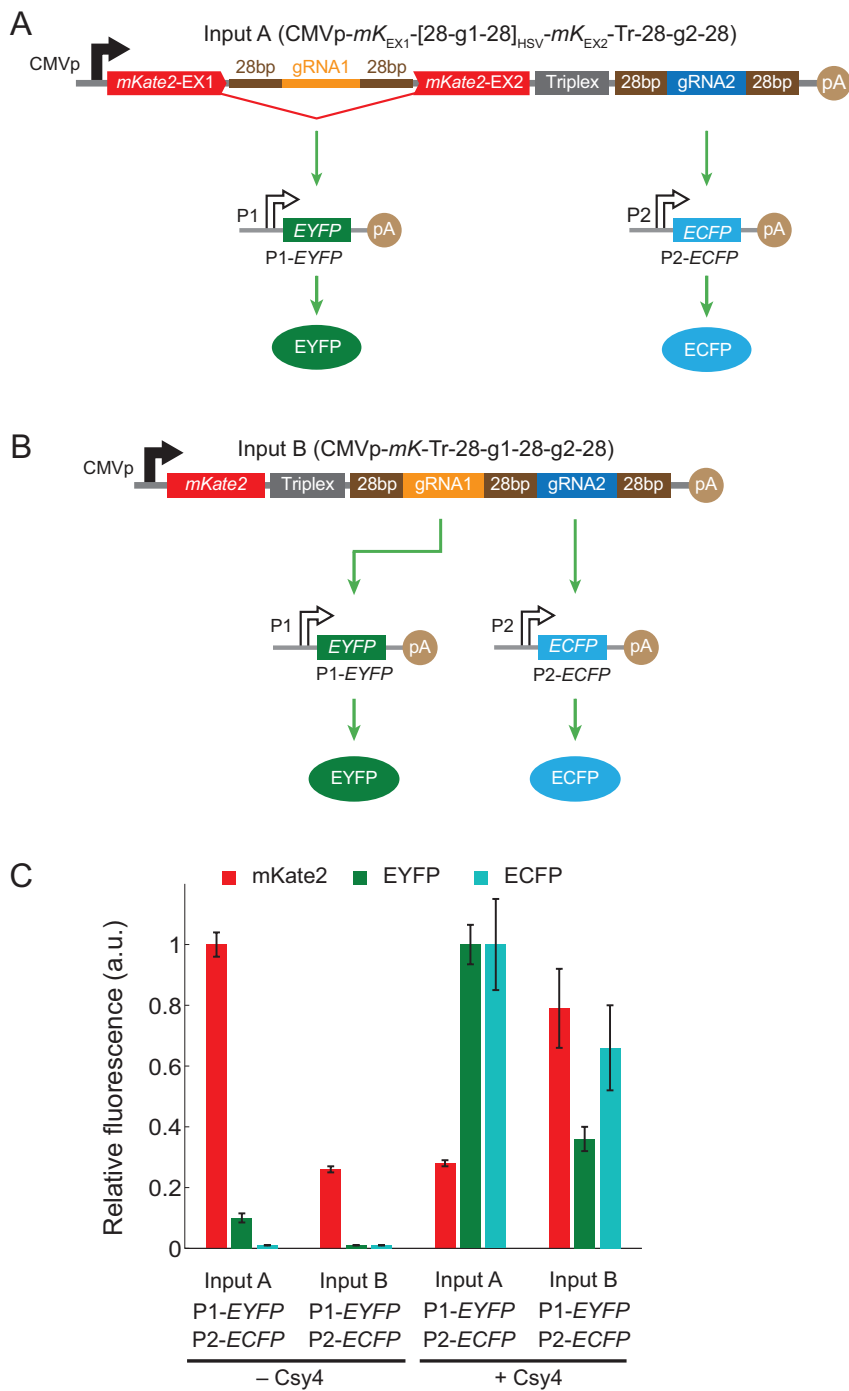 A
Input A (CMVp-mK_EX1-[28-g1-28]_HSV-mK_EX2-Tr-28-g2-28)
CMVp
28bp gRNA1 28bp
mKate2-EX1 mKate2-EX2 Triplex 28bp gRNA2 28bp pA
P1 EYFP pA
P1-EYFP
P2 ECFP pA
P2-ECFP
EYFP
ECFP
B
Input B (CMVp-mK-Tr-28-g1-28-g2-28)
CMVp
mKate2 Triplex 28bp gRNA1 28bp gRNA2 28bp pA
P1 EYFP pA
P1-EYFP
P2 ECFP pA
P2-ECFP
EYFP
ECFP
C
mKate2 EYFP ECFP
Relative fluorescence (a.u.)
1
0.8
0.6
0.4
0.2
0
Input A Input B Input A Input B
P1-EYFP P1-EYFP P1-EYFP P1-EYFP
P2-ECFP P2-ECFP P2-ECFP P2-ECFP
– Csy4 + Csy4